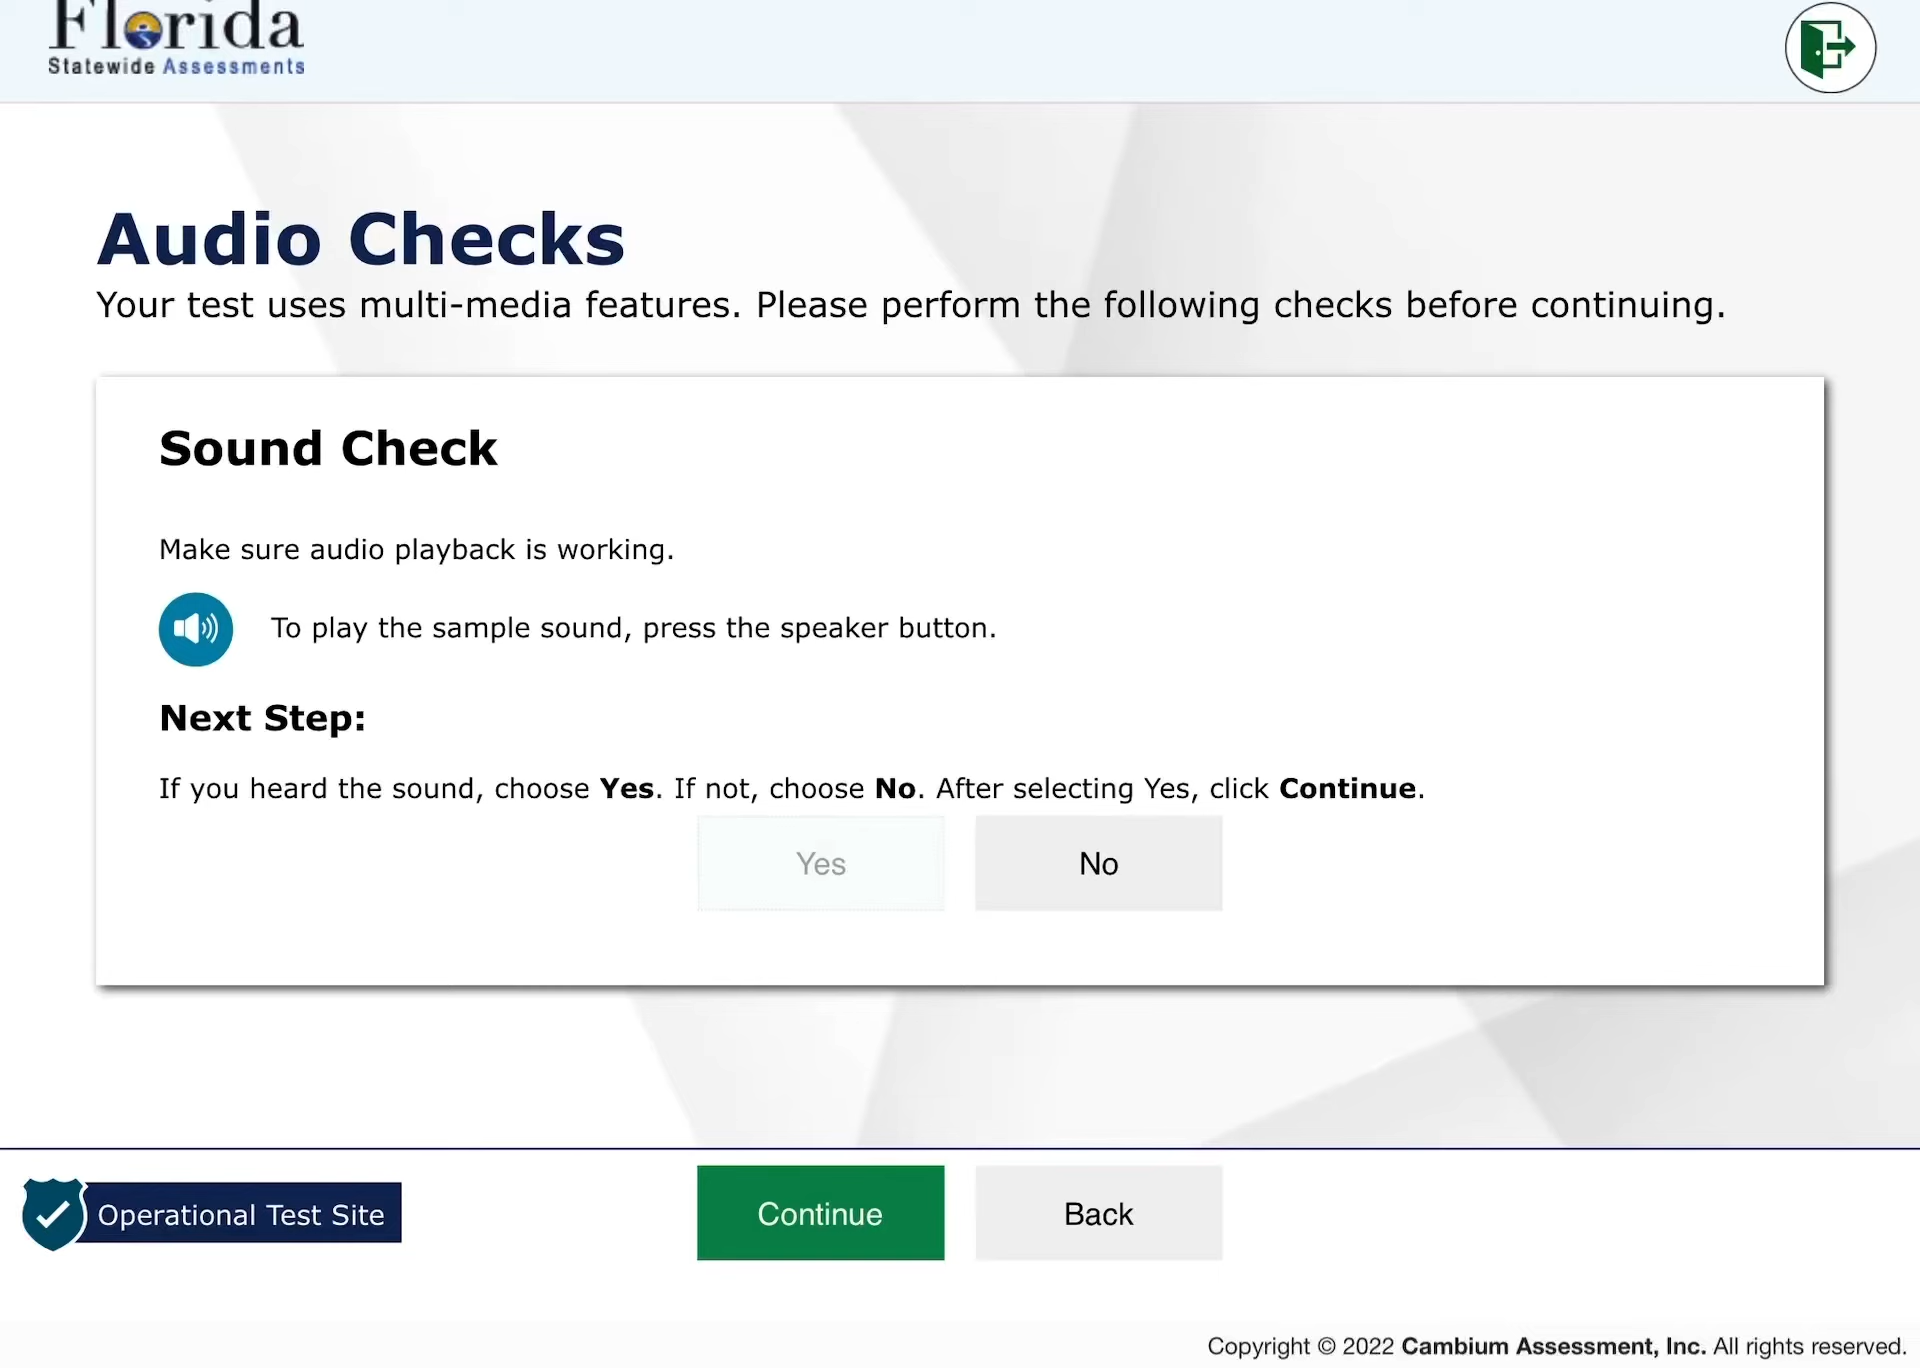 Florida
Statewide Assessments
Audio Checks
Your test uses multi-media features. Please perform the following checks before continuing.
Sound Check
Make sure audio playback is working.
To play the sample sound, press the speaker button.
Next Step:
If you heard the sound, choose Yes. If not, choose No. After selecting Yes, click Continue.
Yes No
Operational Test Site Continue Back
Copyright © 2022 Cambium Assessment, Inc. All rights reserved.